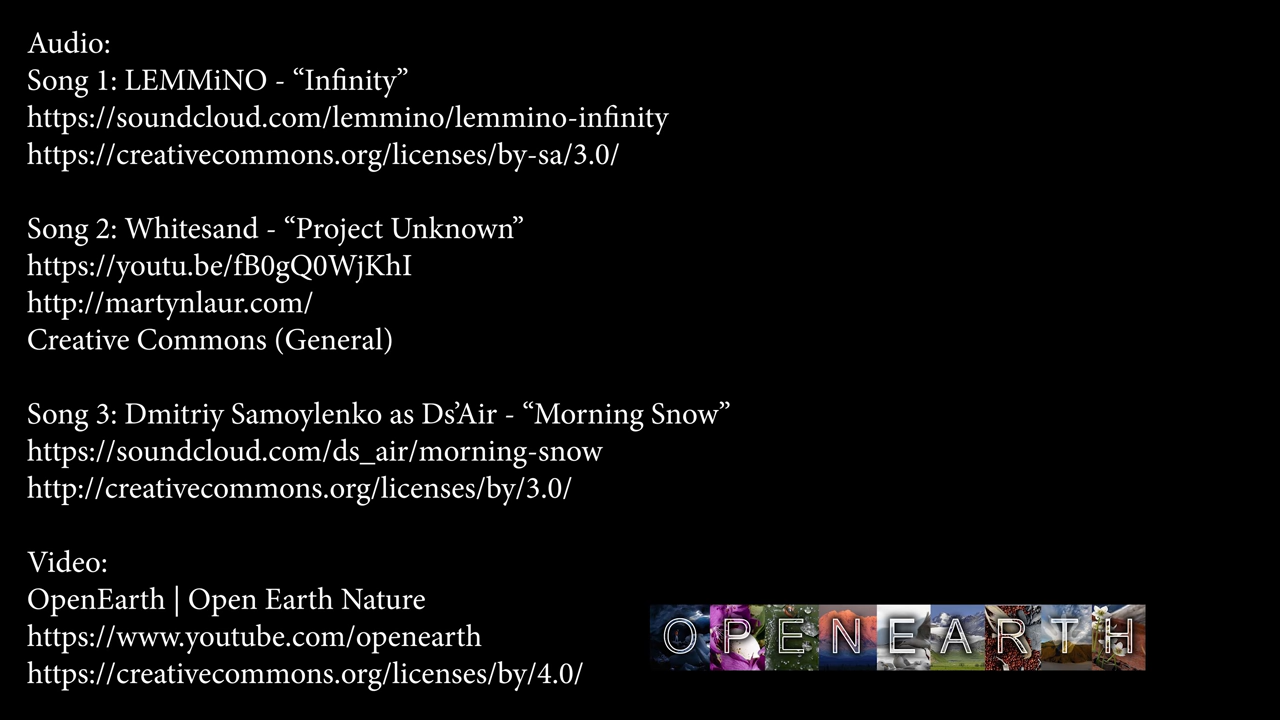 Audio:
Song 1: LEMMiNO - “Infinity”
https://soundcloud.com/lemmino/lemmino-infinity
https://creativecommons.org/licenses/by-sa/3.0/
Song 2: Whitesand - “Project Unknown”
https://youtu.be/fB0gQ0WjKhI
http://martynlaur.com/
Creative Commons (General)
Song 3: Dmitriy Samoylenko as Ds’Air - “Morning Snow”
https://soundcloud.com/ds_air/morning-snow
http://creativecommons.org/licenses/by/3.0/
Video:
OpenEarth | Open Earth Nature
https://www.youtube.com/openearth
https://creativecommons.org/licenses/by/4.0/
OPENEARTH